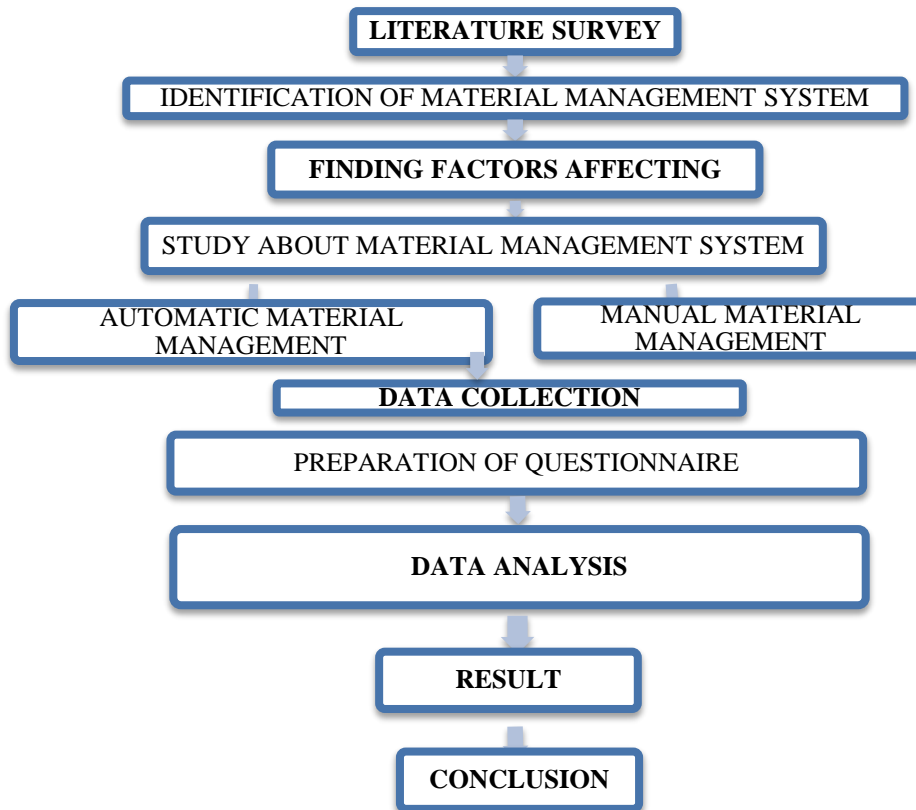 LITERATURE SURVEY
IDENTIFICATION OF MATERIAL MANAGEMENT SYSTEM
FINDING FACTORS AFFECTING
STUDY ABOUT MATERIAL MANAGEMENT SYSTEM
AUTOMATIC MATERIAL
MANAGEMENT
MANUAL MATERIAL
MANAGEMENT
DATA COLLECTION
PREPARATION OF QUESTIONNAIRE
DATA ANALYSIS
RESULT
CONCLUSION